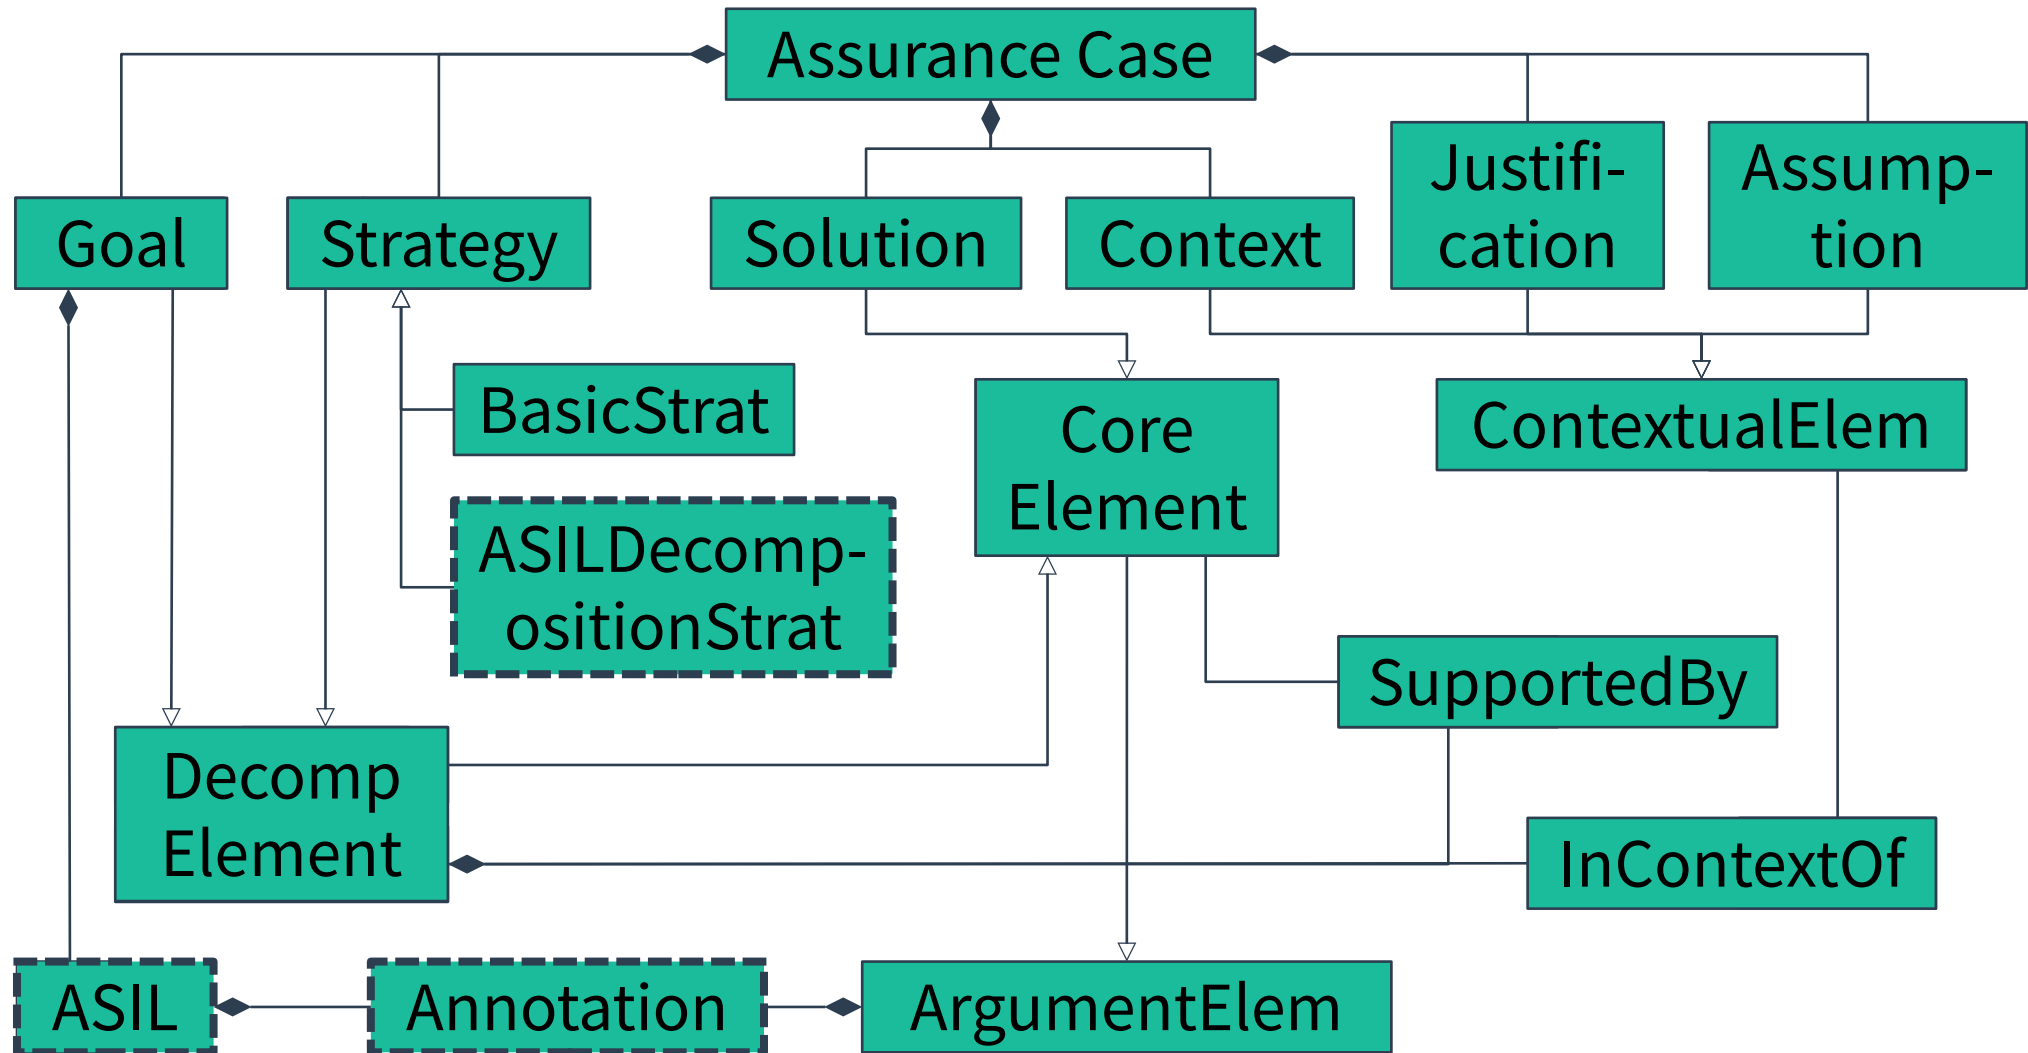 Assurance Case
Goal
Strategy
Solution
Context
Justifi-
cation
Assump-
tion
BasicStrat
ASILDecomp-
ositionStrat
Core
Element
ContextualElem
SupportedBy
Decomp
Element
InContextOf
ASIL
Annotation
ArgumentElem